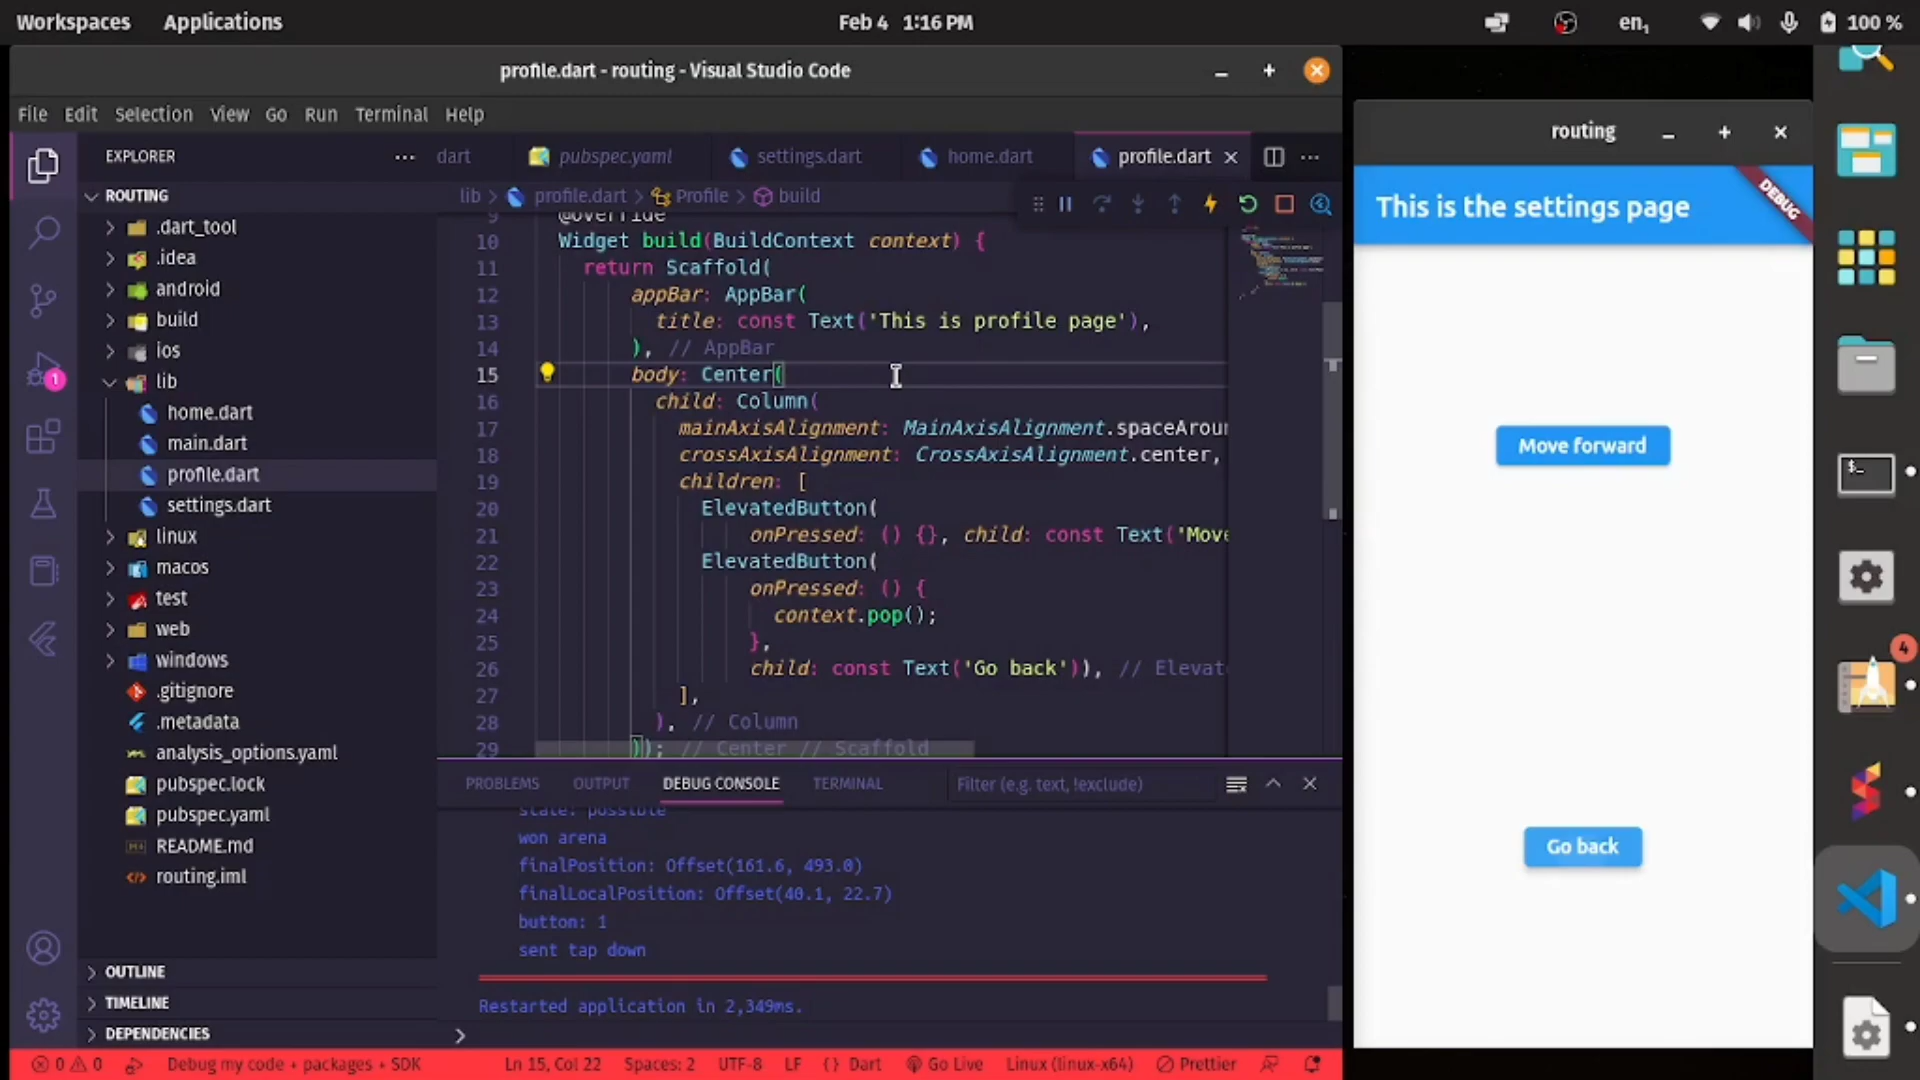 Workspaces Applications Feb 4 1:16 PM en1 100 %
profile.dart - routing - Visual Studio Code
File Edit Selection View Go Run Terminal Help
EXPLORER ... dart pubspec.yaml settings.dart home.dart profile.dart
lib profile.dart Profile build
ROUTING
.dart_tool
.idea
android
build
ios
lib
home.dart
main.dart
profile.dart
settings.dart
linux
macos
test
web
windows
.gitignore
.metadata
analysis_options.yaml
pubspec.lock
pubspec.yaml
README.md
routing.iml
OUTLINE
TIMELINE
DEPENDENCIES
1
9 @override
10 Widget build(BuildContext context) {
11 return Scaffold(
12 appBar: AppBar(
13 title: const Text('This is profile page'),
14 ), // AppBar
15 body: Center(
16 child: Column(
17 mainAxisAlignment: MainAxisAlignment.spaceAroun
18 crossAxisAlignment: CrossAxisAlignment.center,
19 children: [
20 ElevatedButton(
21 onPressed: () {}, child: const Text('Move
22 ElevatedButton(
23 onPressed: () {
24 context.pop();
25 },
26 child: const Text('Go back')), // Elevat
27 ],
28 ), // Column
29 )); // Center // Scaffold
PROBLEMS OUTPUT DEBUG CONSOLE TERMINAL Filter (e.g. text, !exclude)
state: possible
won arena
finalPosition: Offset(161.6, 493.0)
finalLocalPosition: Offset(40.1, 22.7)
button: 1
sent tap down
Restarted application in 2,349ms.
>
0 0 Debug my code + packages + SDK Ln 15, Col 22 Spaces: 2 UTF-8 LF { } Dart Go Live Linux (linux-x64) Prettier
routing
This is the settings page
DEBUG
Move forward
Go back
4